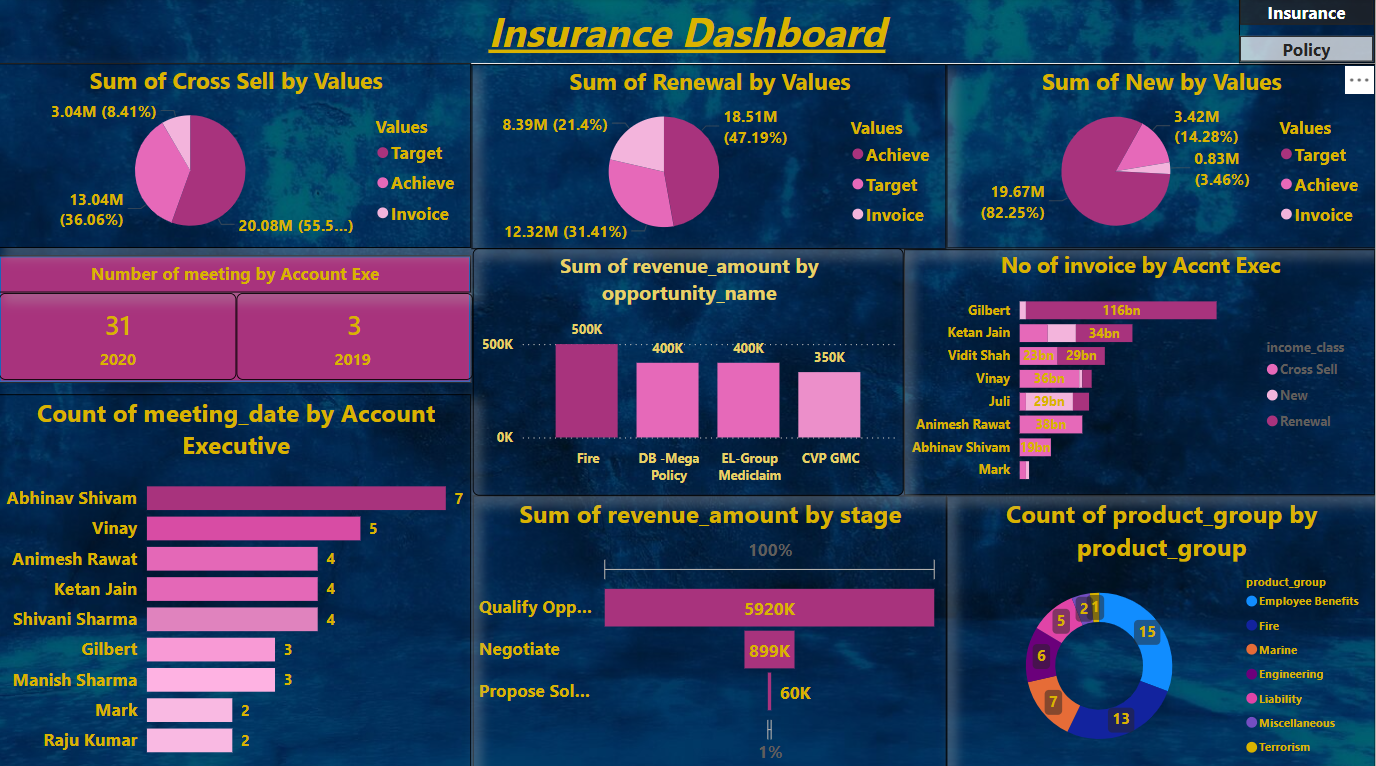 Insurance Dashboard
Insurance
Policy
Sum of Cross Sell by Values
3.04M (8.41%)
13.04M
(36.06%)
20.08M (55.5...)
Values
Target
Achieve
Invoice
Sum of Renewal by Values
8.39M (21.4%)
18.51M
(47.19%)
12.32M (31.41%)
Values
Achieve
Target
Invoice
Sum of New by Values
3.42M
(14.28%)
0.83M
(3.46%)
19.67M
(82.25%)
Values
Target
Achieve
Invoice
Number of meeting by Account Exe
31
2020
3
2019
Sum of revenue_amount by
opportunity_name
500K
0K
500K
400K
400K
350K
Fire
DB -Mega
Policy
EL-Group
Mediclaim
CVP GMC
No of invoice by Accnt Exec
Gilbert 116bn
Ketan Jain 34bn
Vidit Shah 23bn 29bn
Vinay 36bn
Juli 29bn
Animesh Rawat 38bn
Abhinav Shivam 19bn
Mark
income_class
Cross Sell
New
Renewal
Count of meeting_date by Account
Executive
Abhinav Shivam 7
Vinay 5
Animesh Rawat 4
Ketan Jain 4
Shivani Sharma 4
Gilbert 3
Manish Sharma 3
Mark 2
Raju Kumar 2
Sum of revenue_amount by stage
100%
Qualify Opp... 5920K
Negotiate 899K
Propose Sol... 60K
1%
Count of product_group by
product_group
15
13
7
6
5
2
1
product_group
Employee Benefits
Fire
Marine
Engineering
Liability
Miscellaneous
Terrorism